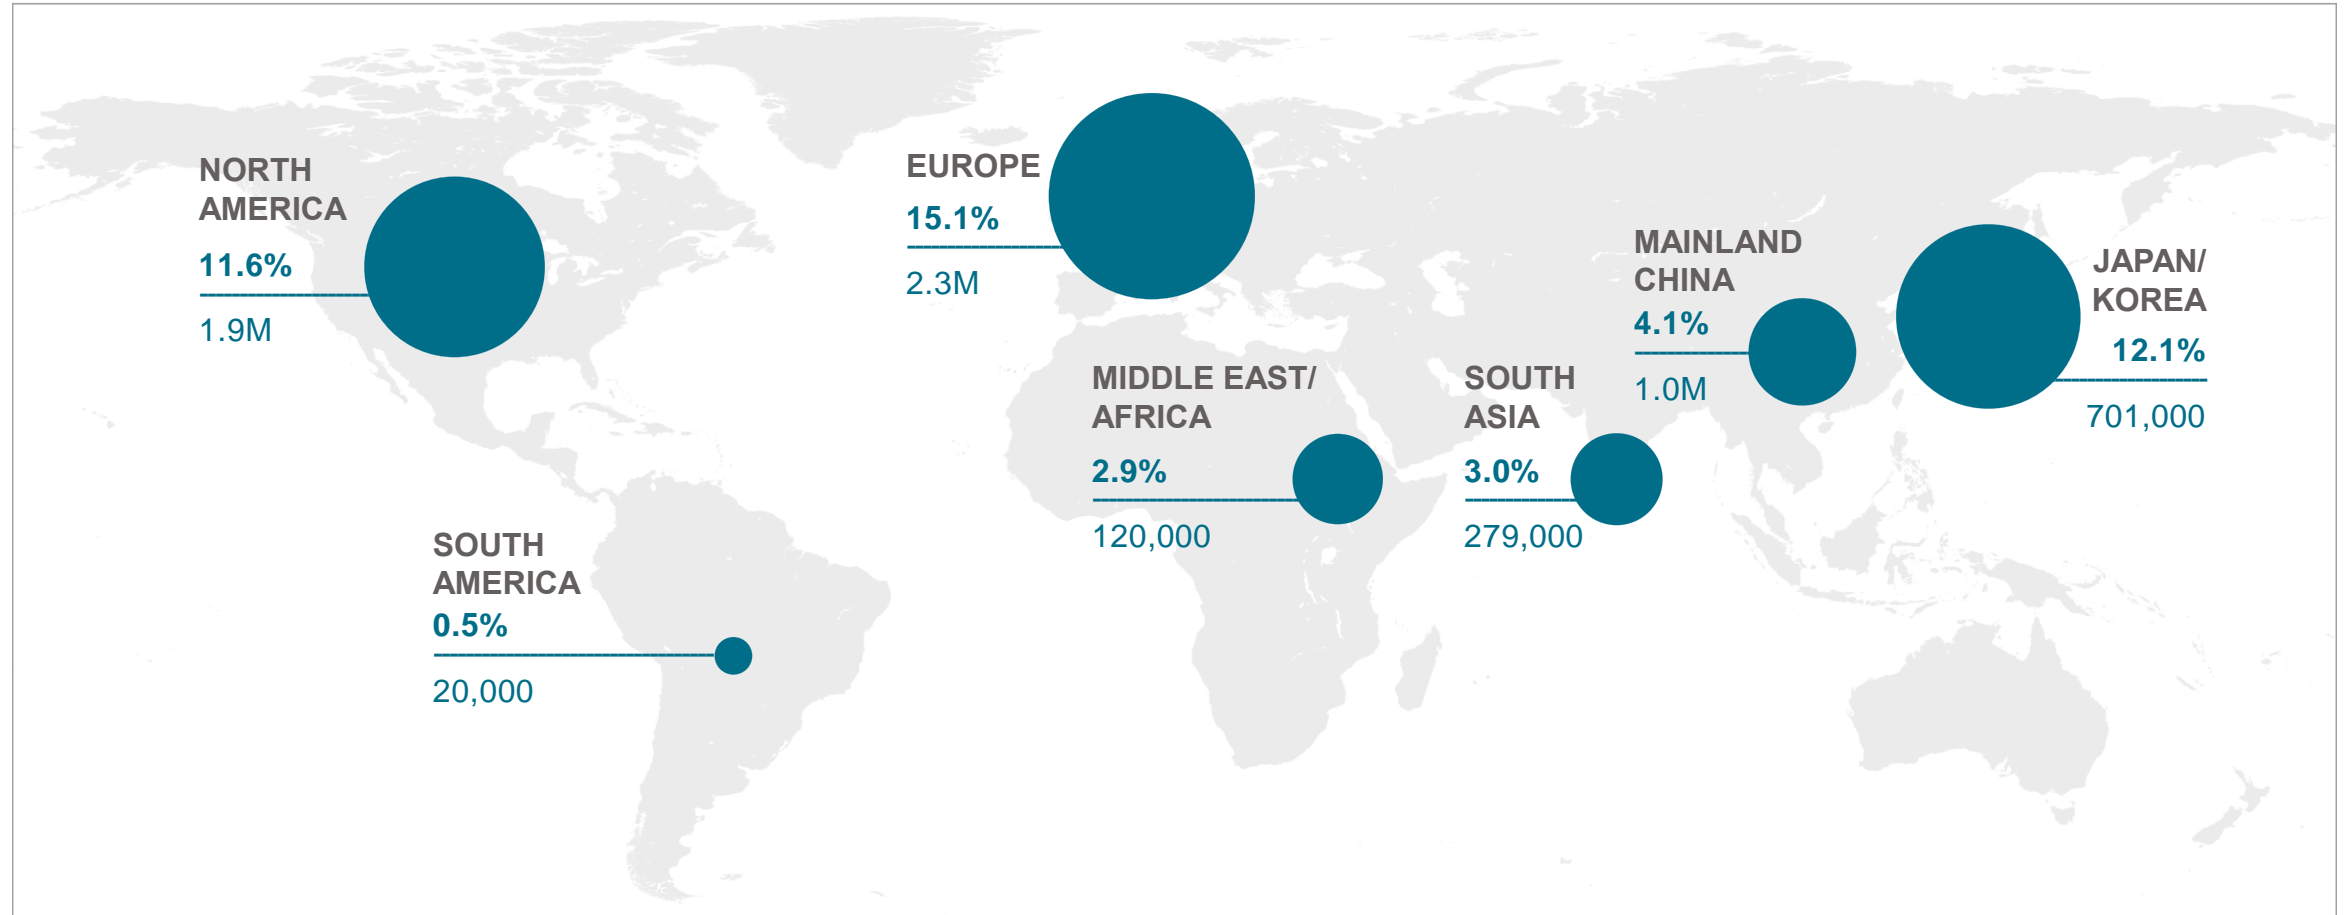 NORTH
AMERICA
11.6%
1.9M
EUROPE
15.1%
2.3M
MAINLAND
CHINA
4.1%
1.0M
JAPAN/
KOREA
12.1%
701,000
MIDDLE EAST/
AFRICA
2.9%
120,000
SOUTH
ASIA
3.0%
279,000
SOUTH
AMERICA
0.5%
20,000